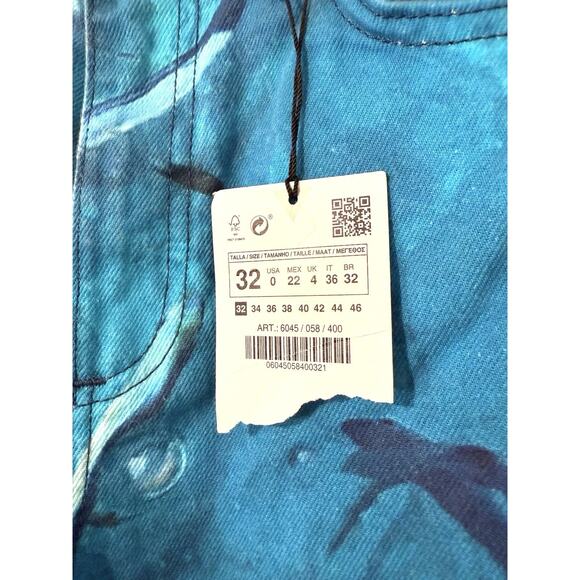 FSC
TALLA / SIZE / TAMANHO / TAILLE / MAAT / ΜΕΓΕΘΟΣ
32 USA 0 MEX 22 UK 4 IT 36 BR 32
32 34 36 38 40 42 44 46
ART.: 6045 / 058 / 400
06045058400321